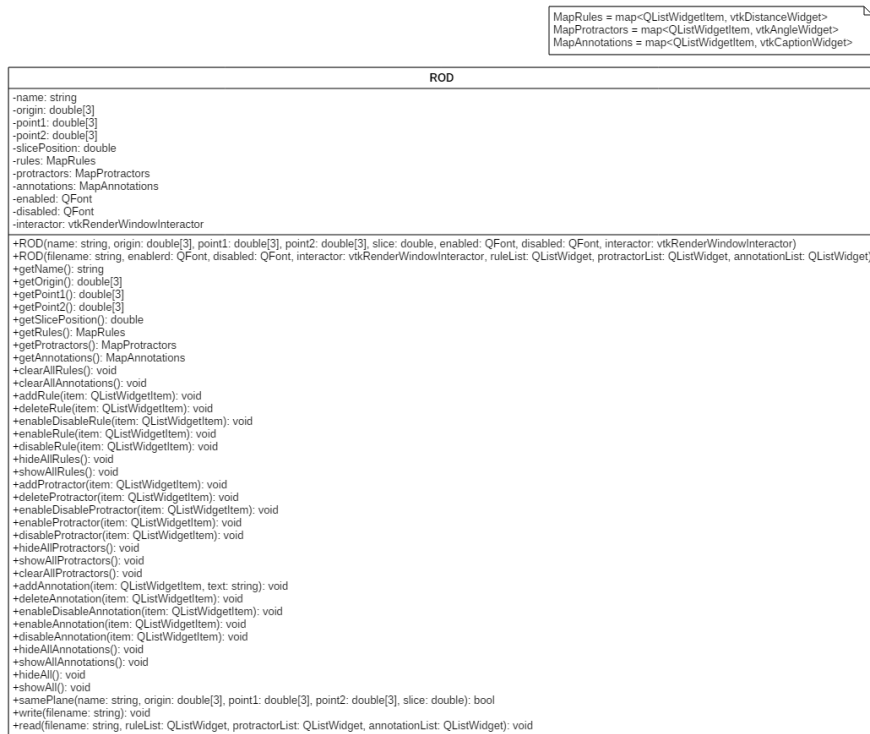 MapRules = map<QListWidgetItem, vtkDistanceWidget>
MapProtractors = map<QListWidgetItem, vtkAngleWidget>
MapAnnotations = map<QListWidgetItem, vtkCaptionWidget>
ROD
-name: string
-origin: double[3]
-point1: double[3]
-point2: double[3]
-slicePosition: double
-rules: MapRules
-protractors: MapProtractors
-annotations: MapAnnotations
-enabled: QFont
-disabled: QFont
-interactor: vtkRenderWindowInteractor
+ROD(name: string, origin: double[3], point1: double[3], point2: double[3], slice: double, enabled: QFont, disabled: QFont, interactor: vtkRenderWindowInteractor)
+ROD(filename: string, enablerd: QFont, disabled: QFont, interactor: vtkRenderWindowInteractor, ruleList: QListWidget, protractorList: QListWidget, annotationList: QListWidget)
+getName(): string
+getOrigin(): double[3]
+getPoint1(): double[3]
+getPoint2(): double[3]
+getSlicePosition(): double
+getRules(): MapRules
+getProtractors(): MapProtractors
+getAnnotations(): MapAnnotations
+clearAllRules(): void
+clearAllAnnotations(): void
+addRule(item: QListWidgetItem): void
+deleteRule(item: QListWidgetItem): void
+enableDisableRule(item: QListWidgetItem): void
+enableRule(item: QListWidgetItem): void
+disableRule(item: QListWidgetItem): void
+hideAllRules(): void
+showAllRules(): void
+addProtractor(item: QListWidgetItem): void
+deleteProtractor(item: QListWidgetItem): void
+enableDisableProtractor(item: QListWidgetItem): void
+enableProtractor(item: QListWidgetItem): void
+disableProtractor(item: QListWidgetItem): void
+hideAllProtractors(): void
+showAllProtractors(): void
+clearAllProtractors(): void
+addAnnotation(item: QListWidgetItem, text: string): void
+deleteAnnotation(item: QListWidgetItem): void
+enableDisableAnnotation(item: QListWidgetItem): void
+enableAnnotation(item: QListWidgetItem): void
+disableAnnotation(item: QListWidgetItem): void
+hideAllAnnotations(): void
+showAllAnnotations(): void
+hideAll(): void
+showAll(): void
+samePlane(name: string, origin: double[3], point1: double[3], point2: double[3], slice: double): bool
+write(filename: string): void
+read(filename: string, ruleList: QListWidget, protractorList: QListWidget, annotationList: QListWidget): void